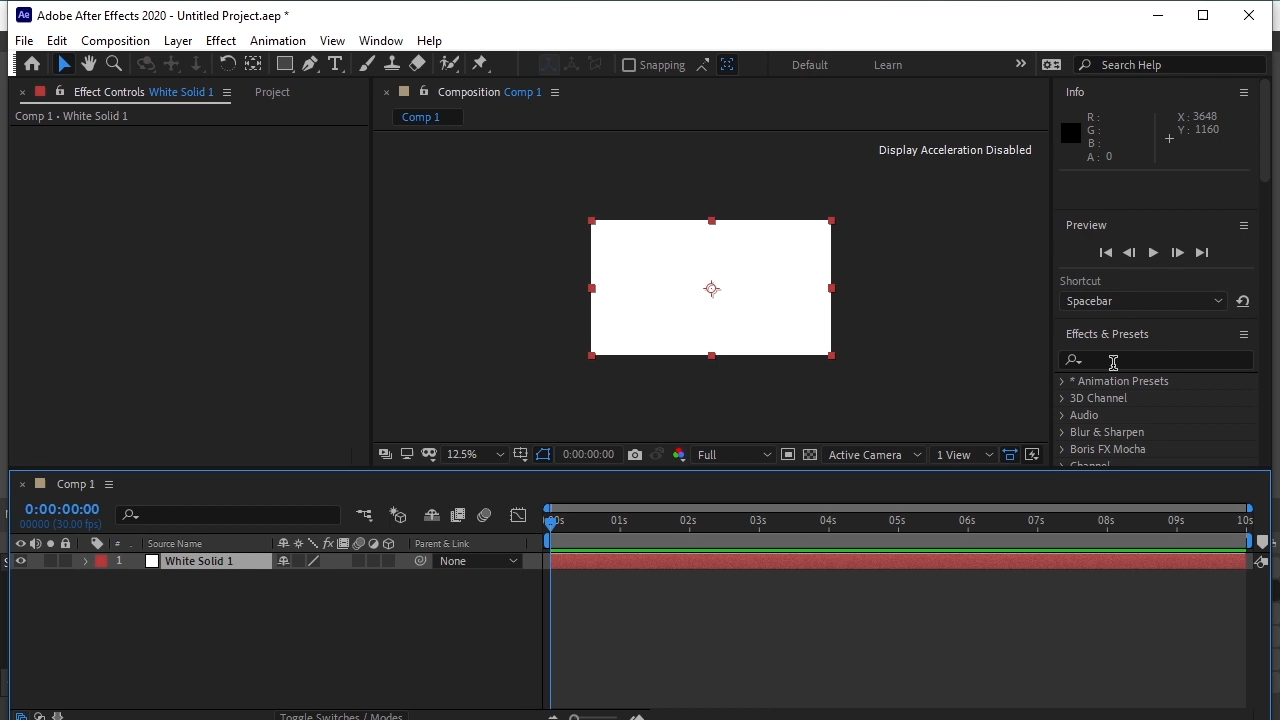 Ae Adobe After Effects 2020 - Untitled Project.aep *
File Edit Composition Layer Effect Animation View Window Help
Snapping Default Learn Search Help
Effect Controls White Solid 1 Project
Comp 1 • White Solid 1
Composition Comp 1
Comp 1
Display Acceleration Disabled
12.5% 0:00:00:00 Full Active Camera 1 View
Info
R : X : 3648
G : Y : 1160
B :
A : 0
Preview
Shortcut
Spacebar
Effects & Presets
* Animation Presets
3D Channel
Audio
Blur & Sharpen
Boris FX Mocha
Channel
Comp 1
0:00:00:00
00000 (30.00 fps)
:00s 01s 02s 03s 04s 05s 06s 07s 08s 09s 10s
# Source Name fx Parent & Link
1 White Solid 1 None
Toggle Switches / Modes